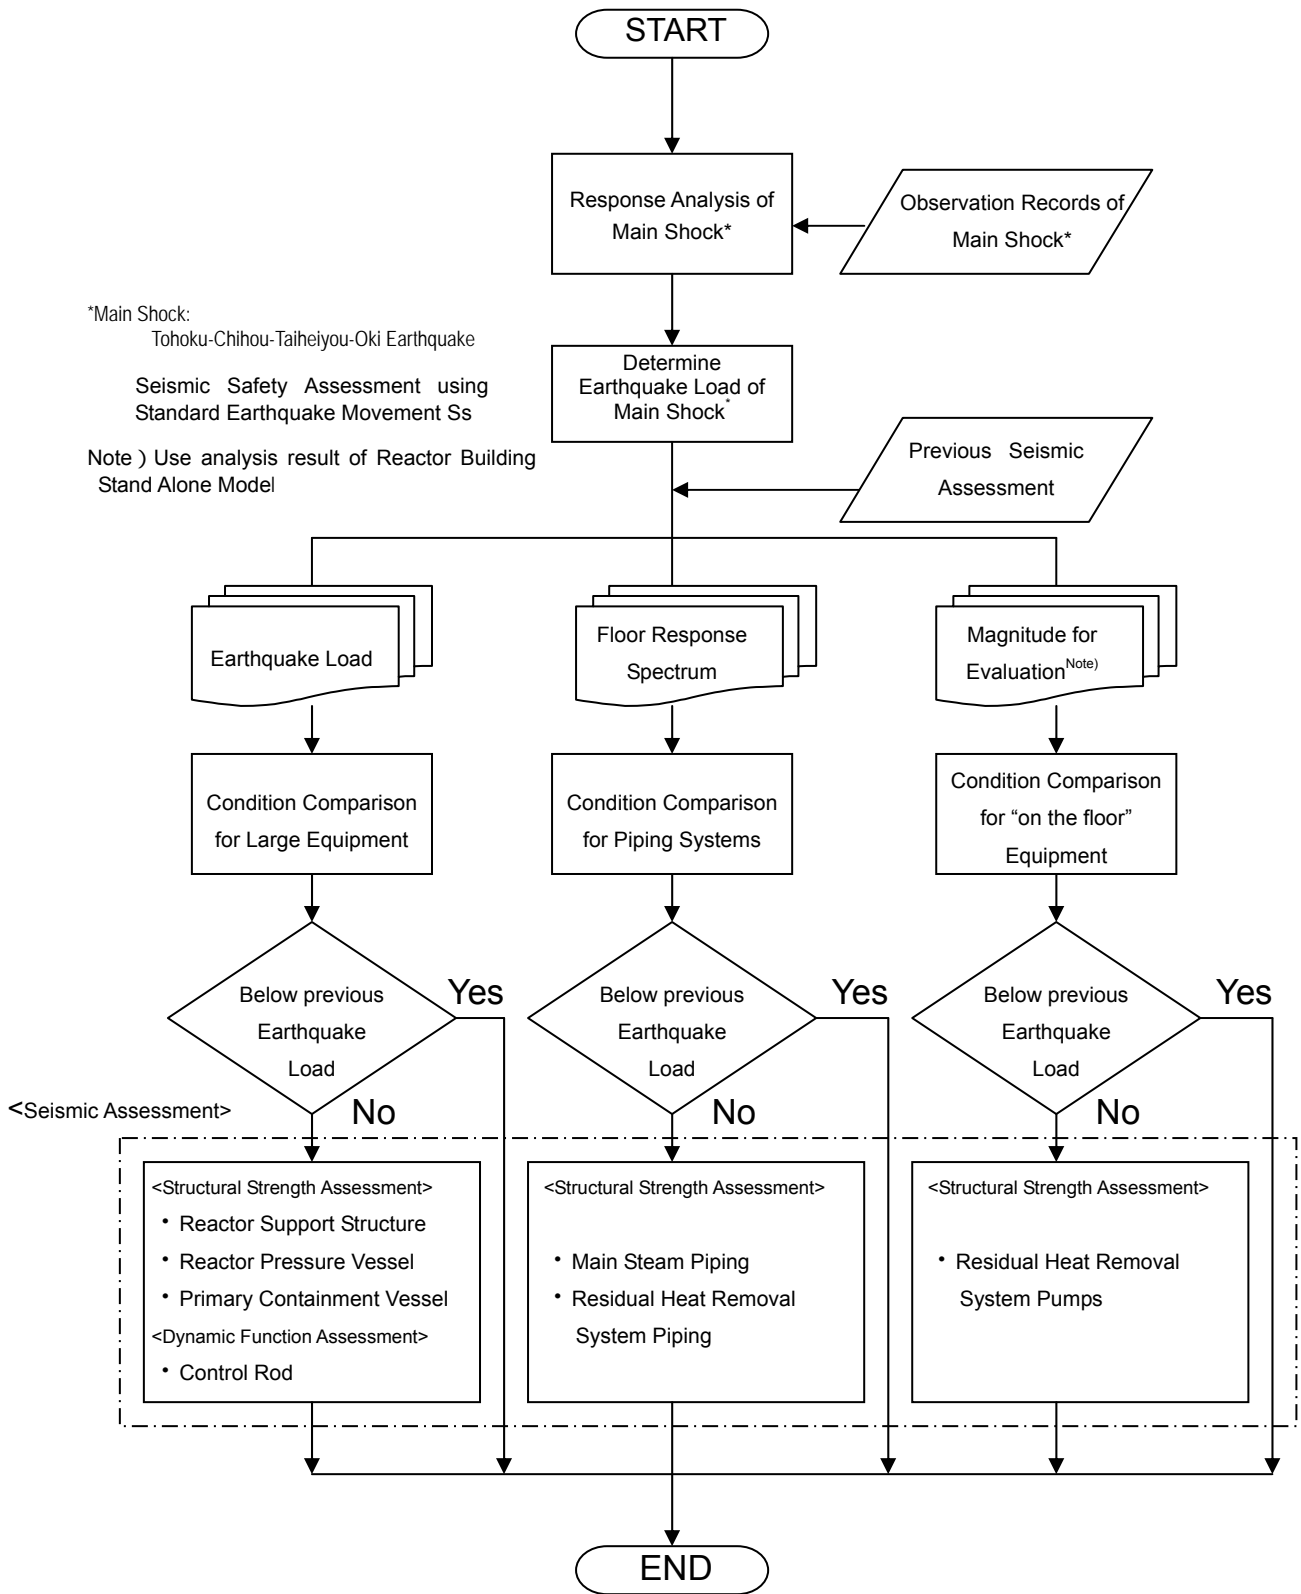 START
Response Analysis of
Main Shock*
Observation Records of
Main Shock*
*Main Shock:
Tohoku-Chihou-Taiheiyou-Oki Earthquake
Seismic Safety Assessment using
Standard Earthquake Movement Ss
Note ) Use analysis result of Reactor Building
Stand Alone Model
Determine
Earthquake Load of
Main Shock*
Previous Seismic
Assessment
Earthquake Load
Floor Response
Spectrum
Magnitude for
Evaluation Note)
Condition Comparison
for Large Equipment
Condition Comparison
for Piping Systems
Condition Comparison
for “on the floor”
Equipment
Below previous
Earthquake
Load
Yes
No
Below previous
Earthquake
Load
Yes
No
Below previous
Earthquake
Load
Yes
No
<Seismic Assessment>
<Structural Strength Assessment>
・Reactor Support Structure
・Reactor Pressure Vessel
・Primary Containment Vessel
<Dynamic Function Assessment>
・Control Rod
<Structural Strength Assessment>
・Main Steam Piping
・Residual Heat Removal
System Piping
<Structural Strength Assessment>
・Residual Heat Removal
System Pumps
END